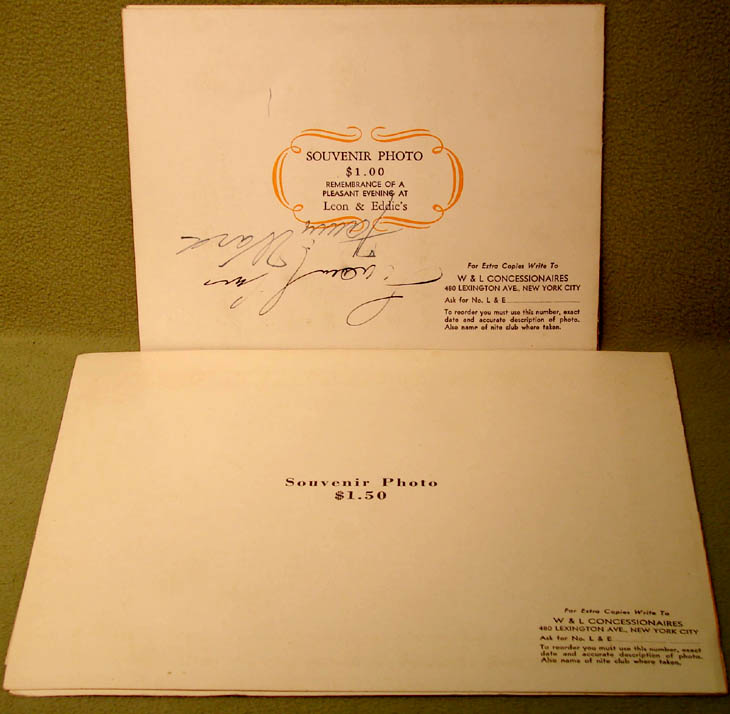 SOUVENIR PHOTO
$1.00
REMEMBRANCE OF A
PLEASANT EVENING AT
Leon & Eddie's
Ware
For Extra Copies Write To
W & L CONCESSIONAIRES
480 LEXINGTON AVE., NEW YORK CITY
Ask for No. L & E
To reorder you must use this number, exact
date and accurate description of photo.
Also name of nite club where taken.
Souvenir Photo
$1.50
For Extra Copies Write To
W & L CONCESSIONAIRES
480 LEXINGTON AVE., NEW YORK CITY
Ask for No. L & E
To reorder you must use this number, exact
date and accurate description of photo.
Also name of nite club where taken.